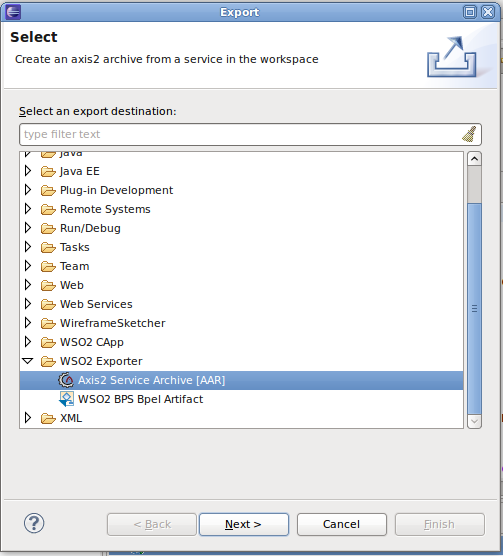 Export
Select
Create an axis2 archive from a service in the workspace
Select an export destination:
type filter text
Java
Java EE
Plug-in Development
Remote Systems
Run/Debug
Tasks
Team
Web
Web Services
WireframeSketcher
WSO2 CApp
WSO2 Exporter
Axis2 Service Archive [AAR]
WSO2 BPS Bpel Artifact
XML
?
< Back
Next >
Cancel
Finish